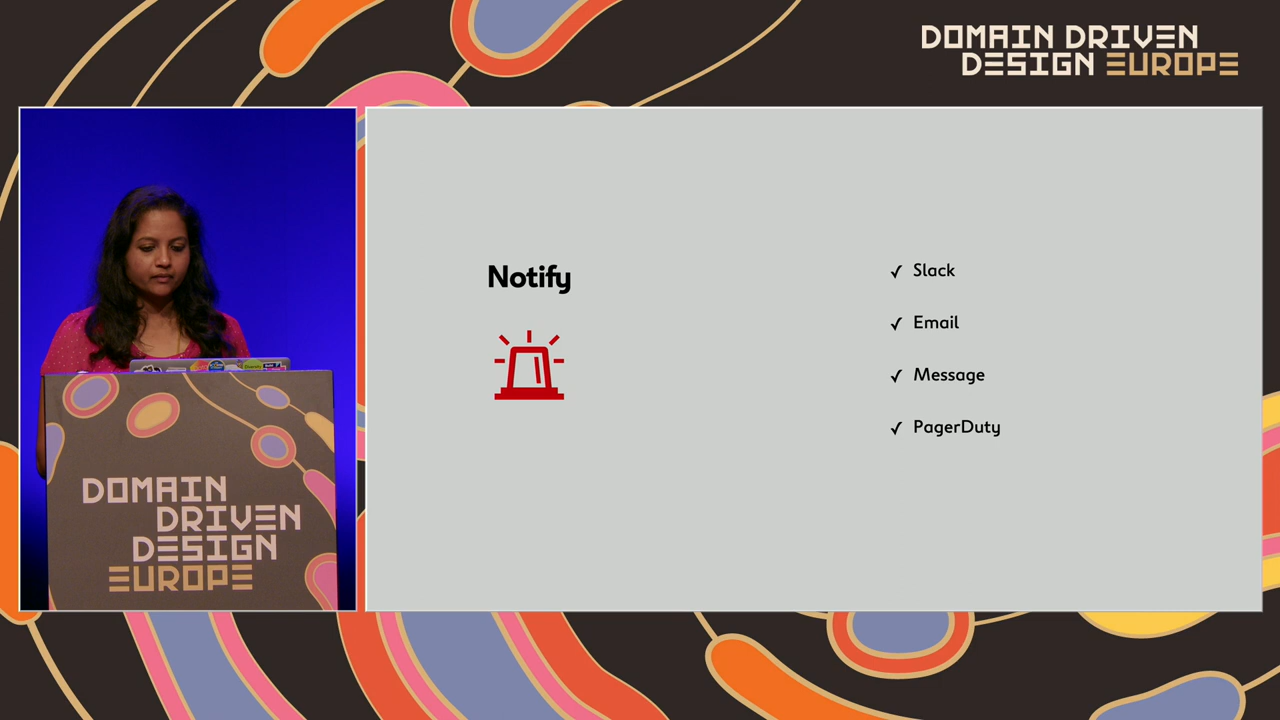 DOMAIN DRIVEN
DESIGN EUROPE
Notify
✓ Slack
✓ Email
✓ Message
✓ PagerDuty
DOMAIN
DRIVEN
DESIGN
EUROPE